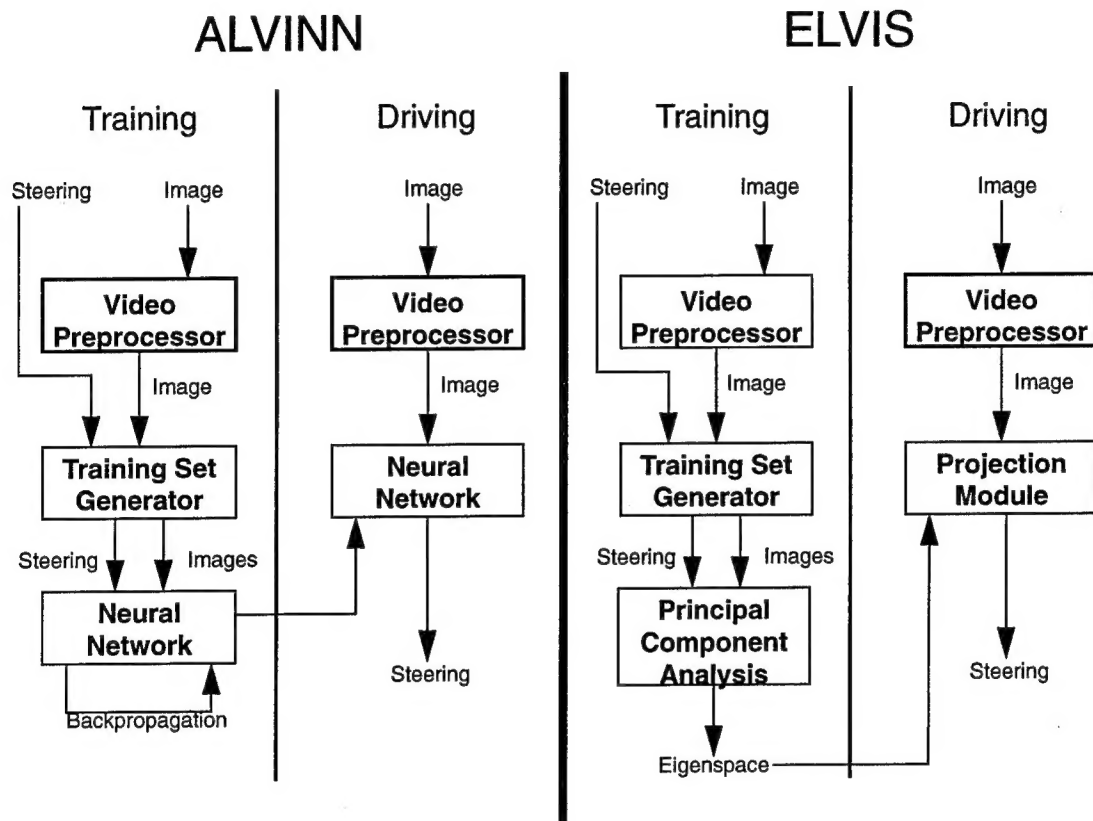 ALVINN
Training
Steering
Image
Video
Preprocessor
Image
Training Set
Generator
Steering
Images
Neural
Network
Backpropagation
Driving
Image
Video
Preprocessor
Image
Neural
Network
Steering
ELVIS
Training
Steering
Image
Video
Preprocessor
Image
Training Set
Generator
Steering
Images
Principal
Component
Analysis
Eigenspace
Driving
Image
Video
Preprocessor
Image
Projection
Module
Steering